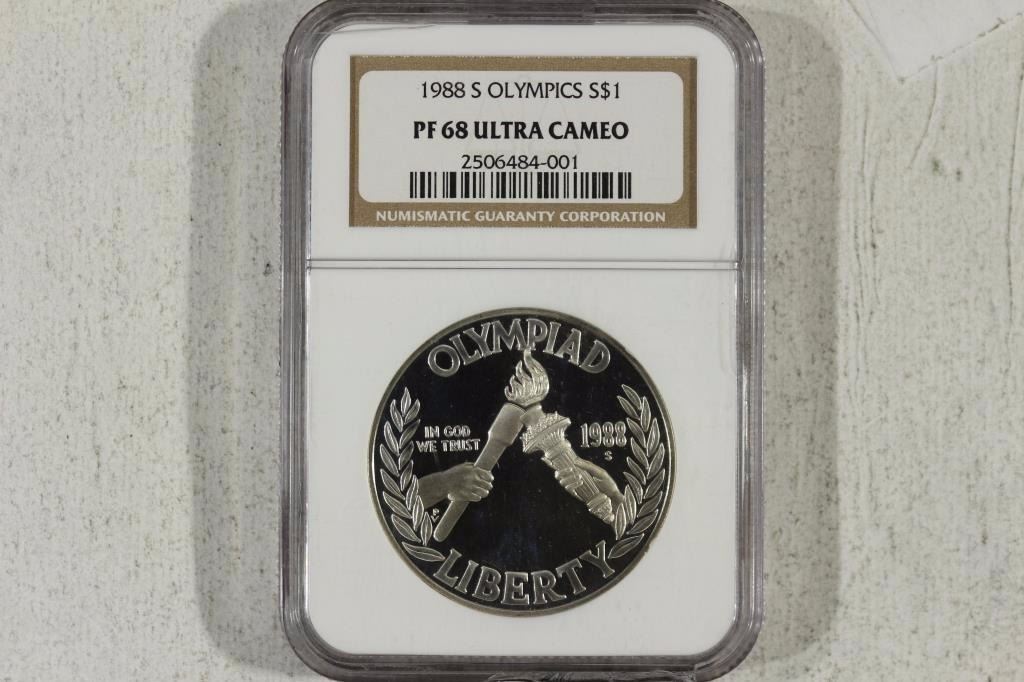 1988 S OLYMPICS S$1
PF 68 ULTRA CAMEO
2506484-001
NUMISMATIC GUARANTY CORPORATION
OLYMPIAD
IN GOD
WE TRUST
1988
S
LIBERTY